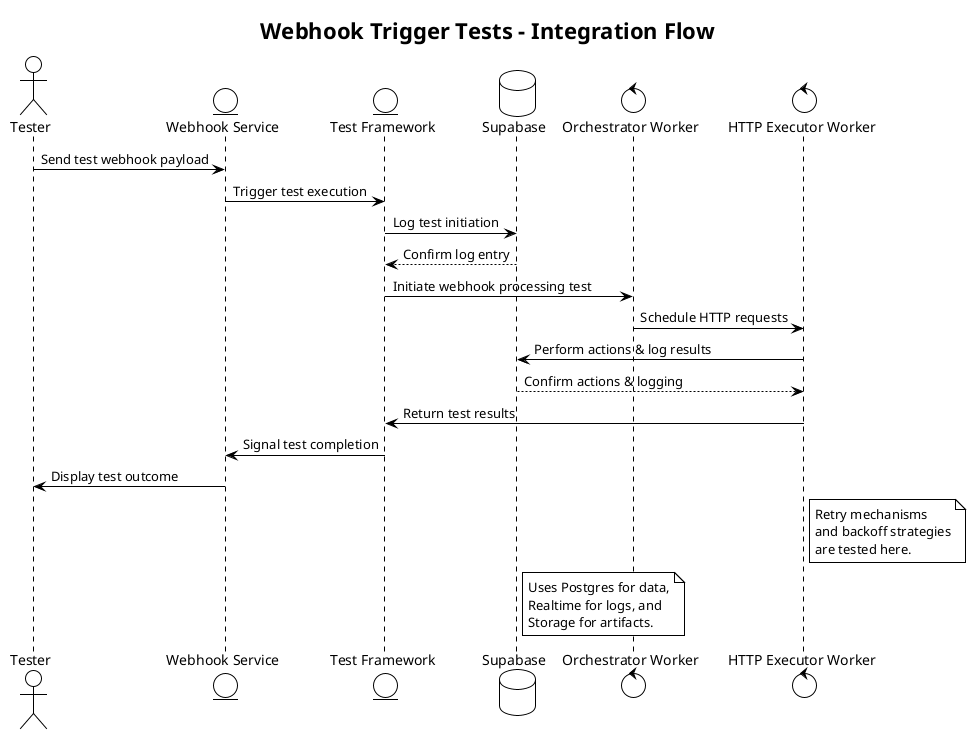 Webhook Trigger Tests - Integration Flow
Tester
Webhook Service
Test Framework
Supabase
Orchestrator Worker
HTTP Executor Worker
Send test webhook payload
Trigger test execution
Log test initiation
Confirm log entry
Initiate webhook processing test
Schedule HTTP requests
Perform actions & log results
Confirm actions & logging
Return test results
Signal test completion
Display test outcome
Retry mechanisms
and backoff strategies
are tested here.
Uses Postgres for data,
Realtime for logs, and
Storage for artifacts.
Tester
Webhook Service
Test Framework
Supabase
Orchestrator Worker
HTTP Executor Worker